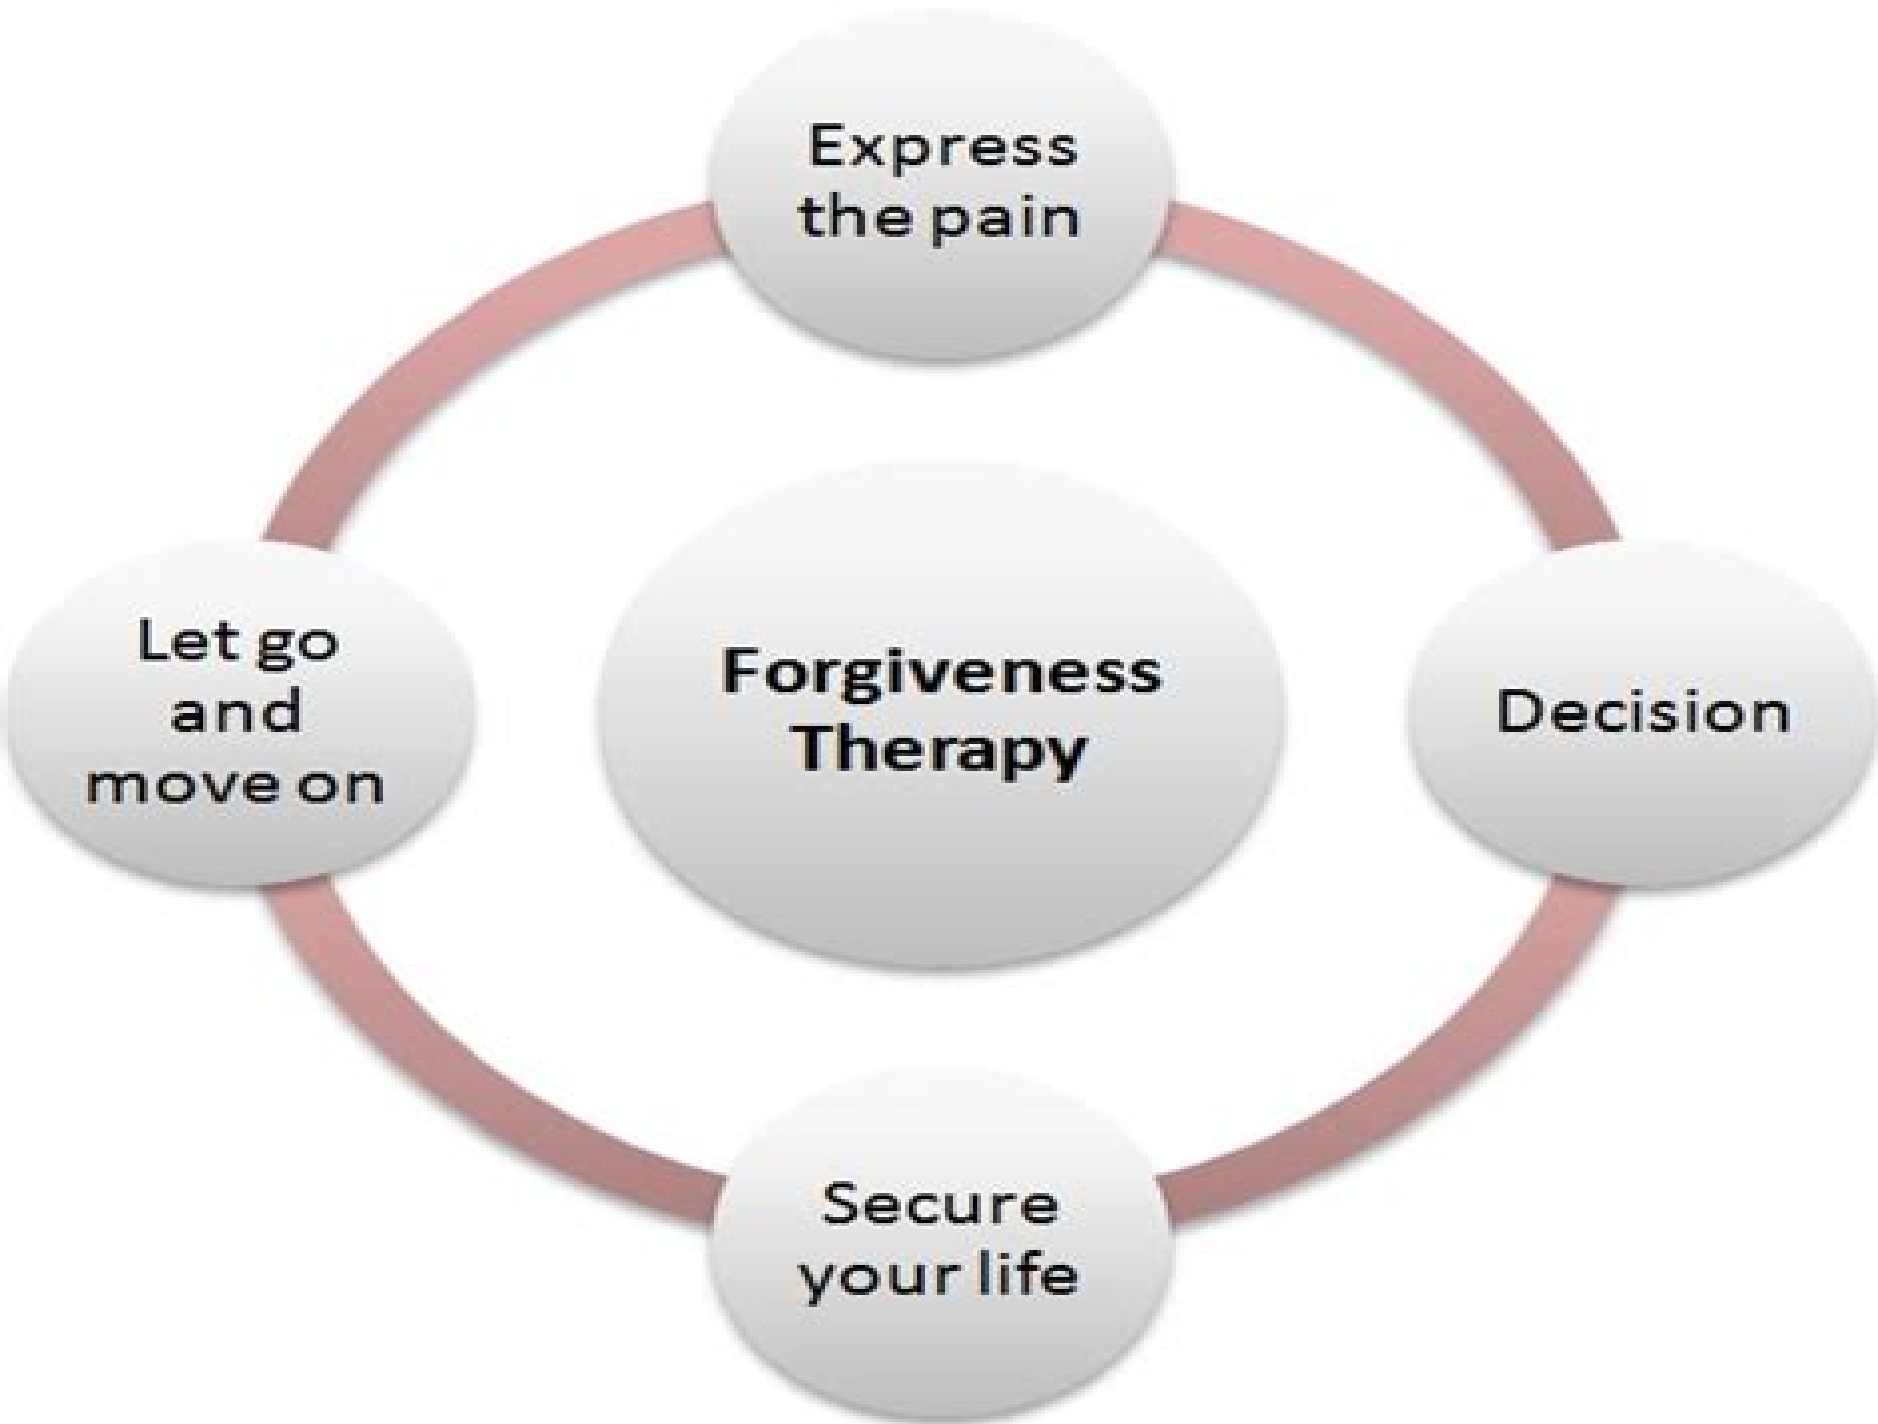 Express
the pain
Decision
Secure
your life
Let go
and
move on
Forgiveness
Therapy